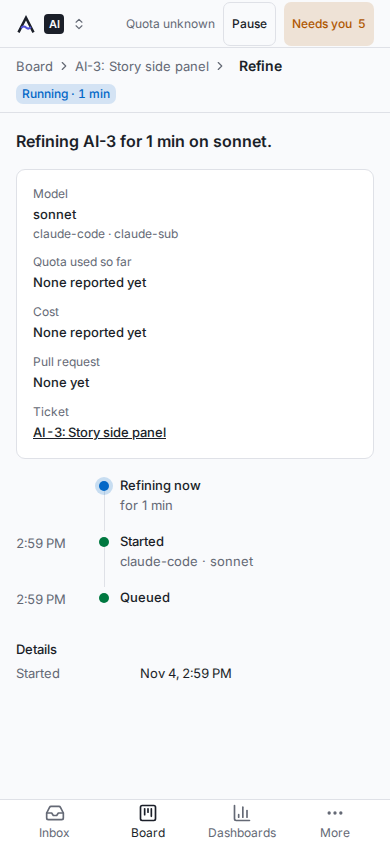 AI
Quota unknown
Pause
Needs you 5
Board > AI-3: Story side panel > Refine
Running · 1 min
Refining AI-3 for 1 min on sonnet.
Model
sonnet
claude-code · claude-sub
Quota used so far
None reported yet
Cost
None reported yet
Pull request
None yet
Ticket
AI-3: Story side panel
Refining now
for 1 min
2:59 PM Started
claude-code · sonnet
2:59 PM Queued
Details
Started Nov 4, 2:59 PM
Inbox Board Dashboards More